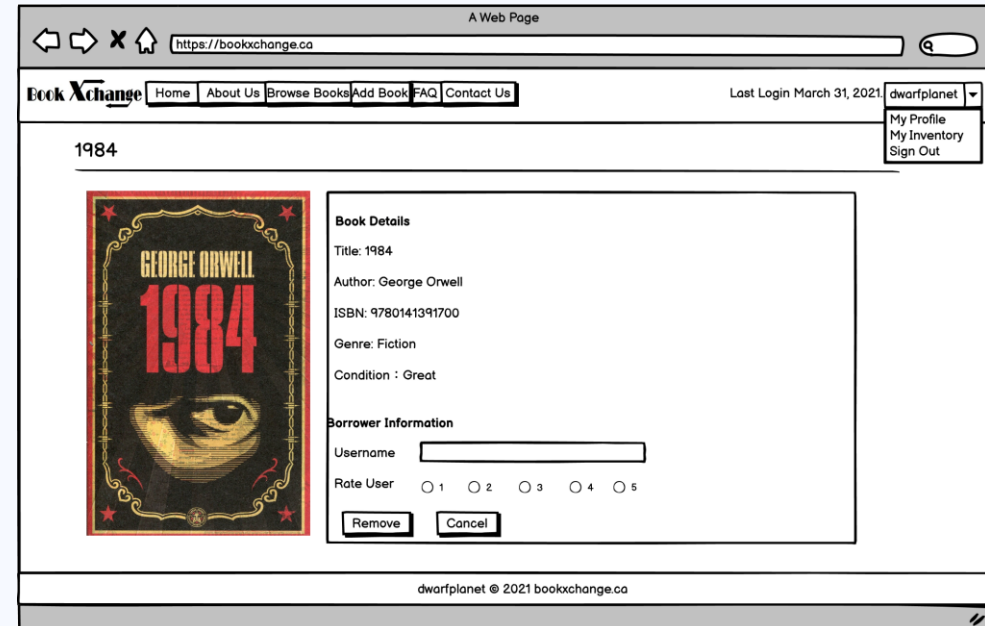 A Web Page
https://bookxchange.ca
Book Xchange Home About Us Browse Books Add Book FAQ Contact Us Last Login March 31, 2021. dwarfplanet
My Profile
My Inventory
Sign Out
1984
GEORGE ORWELL
1984
Book Details
Title: 1984
Author: George Orwell
ISBN: 9780141391700
Genre: Fiction
Condition : Great
Borrower Information
Username
Rate User 1 2 3 4 5
Remove Cancel
dwarfplanet © 2021 bookxchange.ca